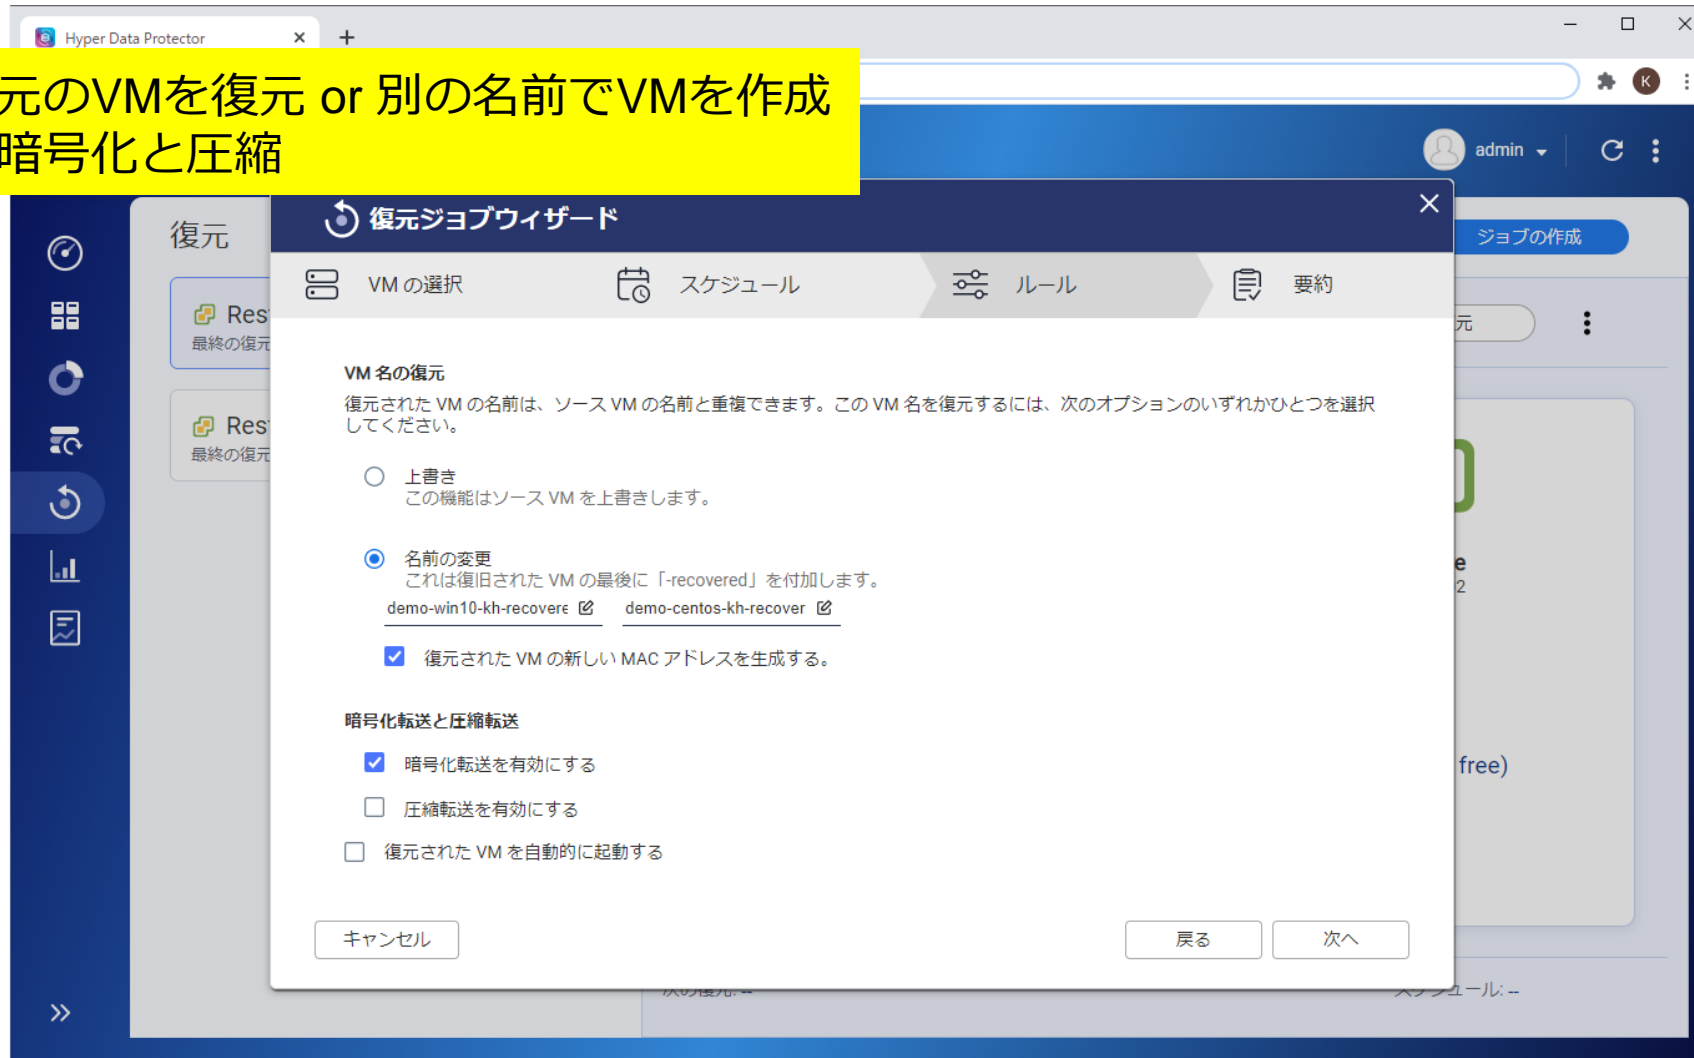 Hyper Data Protector
元のVMを復元 or 別の名前でVMを作成
暗号化と圧縮
K
admin
復元
ジョブの作成
復元ジョブウィザード
VM の選択
スケジュール
ルール
要約
Res
最終の復元
元
Res
最終の復元
VM 名の復元
復元された VM の名前は、ソース VM の名前と重複できます。この VM 名を復元するには、次のオプションのいずれかひとつを選択
してください。
上書き
この機能はソース VM を上書きします。
名前の変更
これは復旧された VM の最後に「-recovered」を付加します。
demo-win10-kh-recovere
demo-centos-kh-recover
復元された VM の新しい MAC アドレスを生成する。
e
2
暗号化転送と圧縮転送
暗号化転送を有効にする
free)
圧縮転送を有効にする
復元された VM を自動的に起動する
キャンセル
戻る
次へ
次の復元: --
スケジュール: --